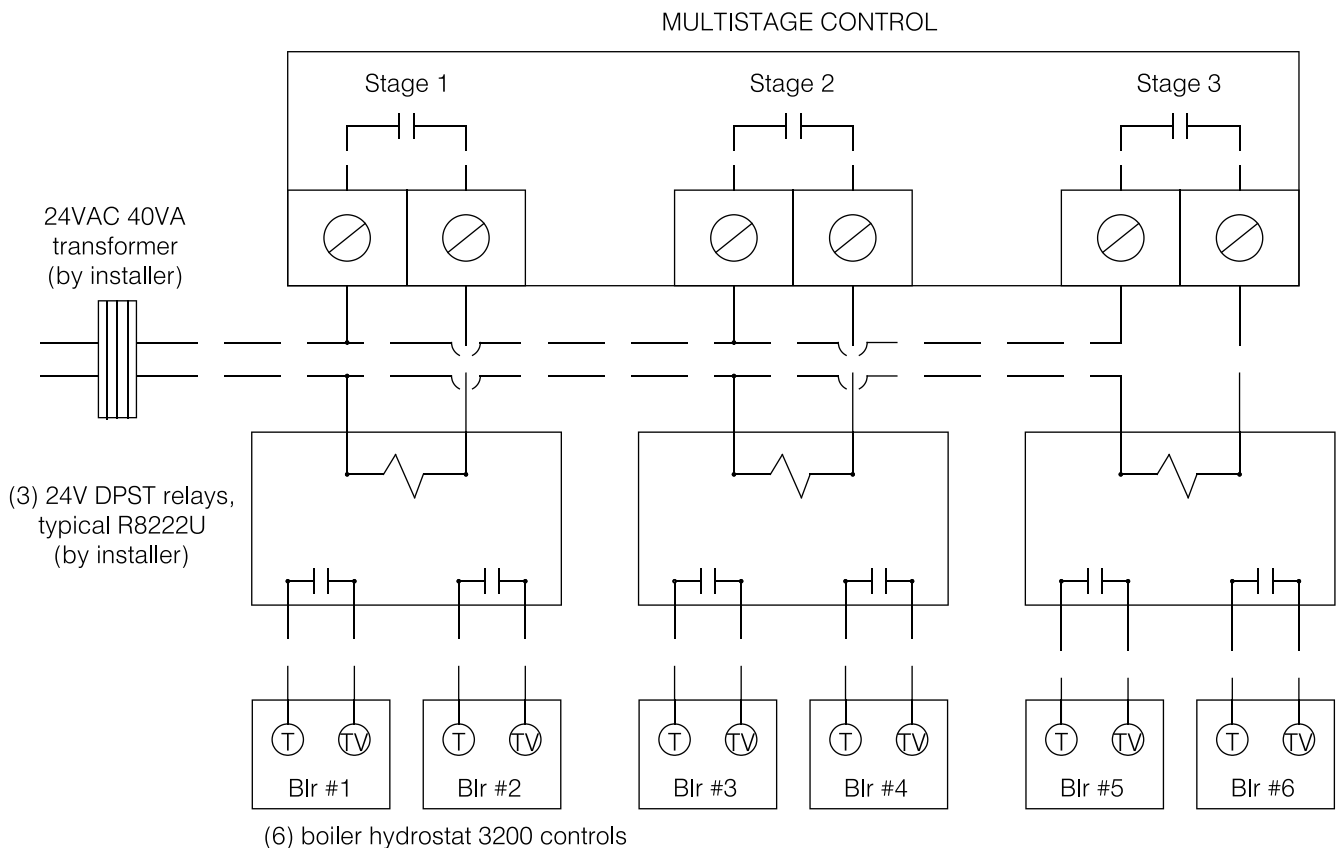 MULTISTAGE CONTROL
Stage 1
Stage 2
Stage 3
24VAC 40VA
transformer
(by installer)
(3) 24V DPST relays,
typical R8222U
(by installer)
T TV
Blr #1
T TV
Blr #2
T TV
Blr #3
T TV
Blr #4
T TV
Blr #5
T TV
Blr #6
(6) boiler hydrostat 3200 controls